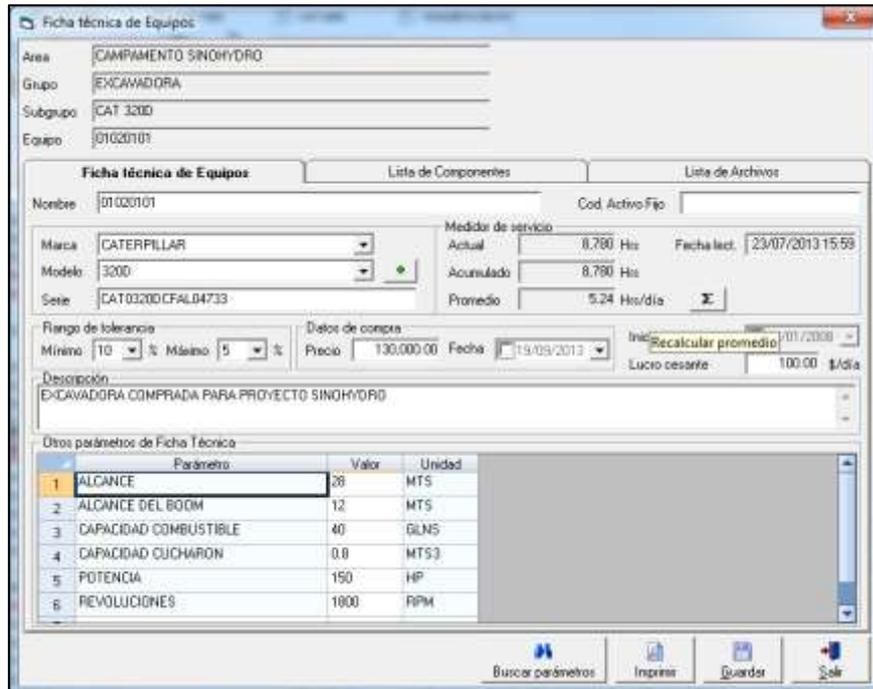 Ficha técnica de Equipos
Area CAMPAMENTO SINOHYDRO
Grupo EXCAVADORA
Subgrupo CAT 320D
Equipo 01020101
Ficha técnica de Equipos Lista de Componentes Lista de Archivos
Nombre 01020101 Cod. Activo Fijo
Medidor de servicio
Marca CATERPILLAR Actual 8,780 Hrs Fecha lect. 23/07/2013 15:59
Modelo 320D Acumulado 8,780 Hrs
Serie CAT0320DCFAL04733 Promedio 5.24 Hrs/día Σ
Rango de tolerancia Datos de compra
Mínimo 10 % Máximo 5 % Precio 130,000.00 Fecha 19/09/2013 Recalcular promedio
Lucro cesante 100.00 $/día
Descripción
EXCAVADORA COMPRADA PARA PROYECTO SINOHYDRO
Otros parámetros de Ficha Técnica
Parámetro Valor Unidad
1 ALCANCE 28 MTS
2 ALCANCE DEL BOOM 12 MTS
3 CAPACIDAD COMBUSTIBLE 40 GLNS
4 CAPACIDAD CUCHARON 0.8 MTS3
5 POTENCIA 150 HP
6 REVOLUCIONES 1800 RPM
Buscar parámetros Imprimir Guardar Salir